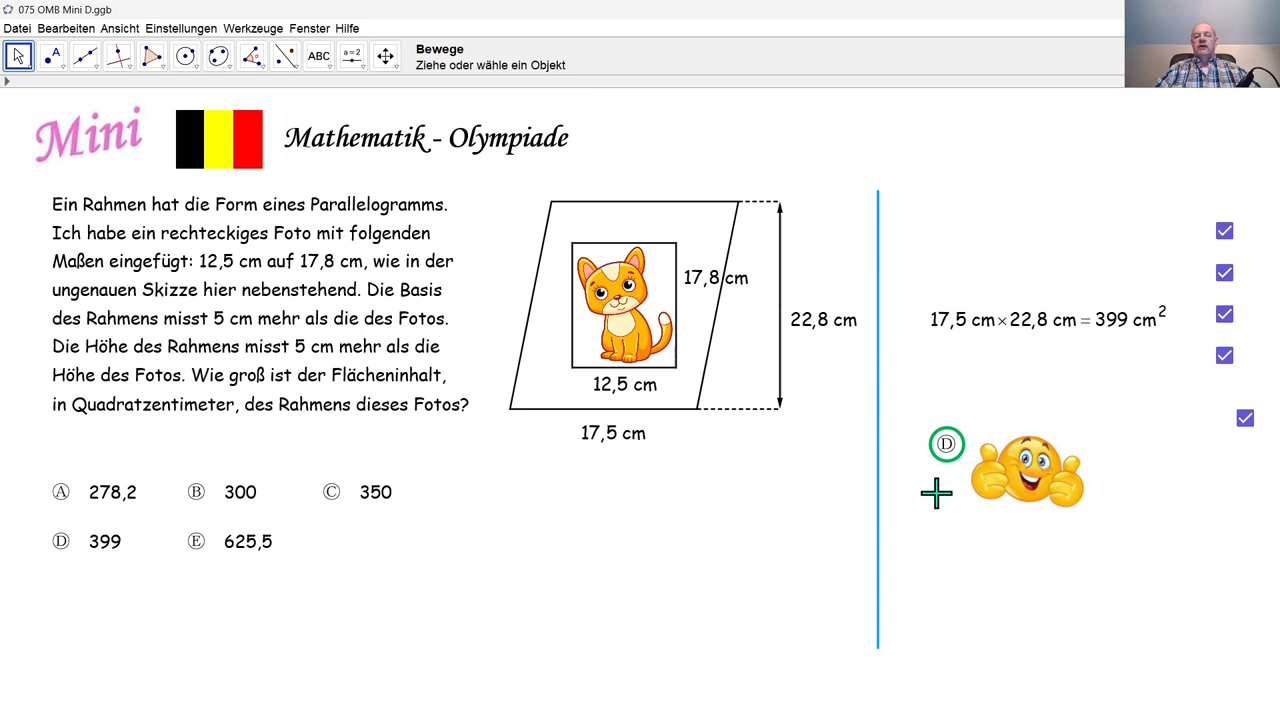 075 OMB Mini D.ggb
Datei Bearbeiten Ansicht Einstellungen Werkzeuge Fenster Hilfe
A
ABC
a=2
Bewege
Ziehe oder wähle ein Objekt
Mini
Mathematik - Olympiade
Ein Rahmen hat die Form eines Parallelogramms.
Ich habe ein rechteckiges Foto mit folgenden
Maßen eingefügt: 12,5 cm auf 17,8 cm, wie in der
ungenauen Skizze hier nebenstehend. Die Basis
des Rahmens misst 5 cm mehr als die des Fotos.
Die Höhe des Rahmens misst 5 cm mehr als die
Höhe des Fotos. Wie groß ist der Flächeninhalt,
in Quadratzentimeter, des Rahmens dieses Fotos?
17,8 cm
22,8 cm
12,5 cm
17,5 cm
Ⓐ 278,2 Ⓑ 300 Ⓒ 350
Ⓓ 399 Ⓔ 625,5
17,5 cm×22,8 cm = 399 cm²
Ⓓ